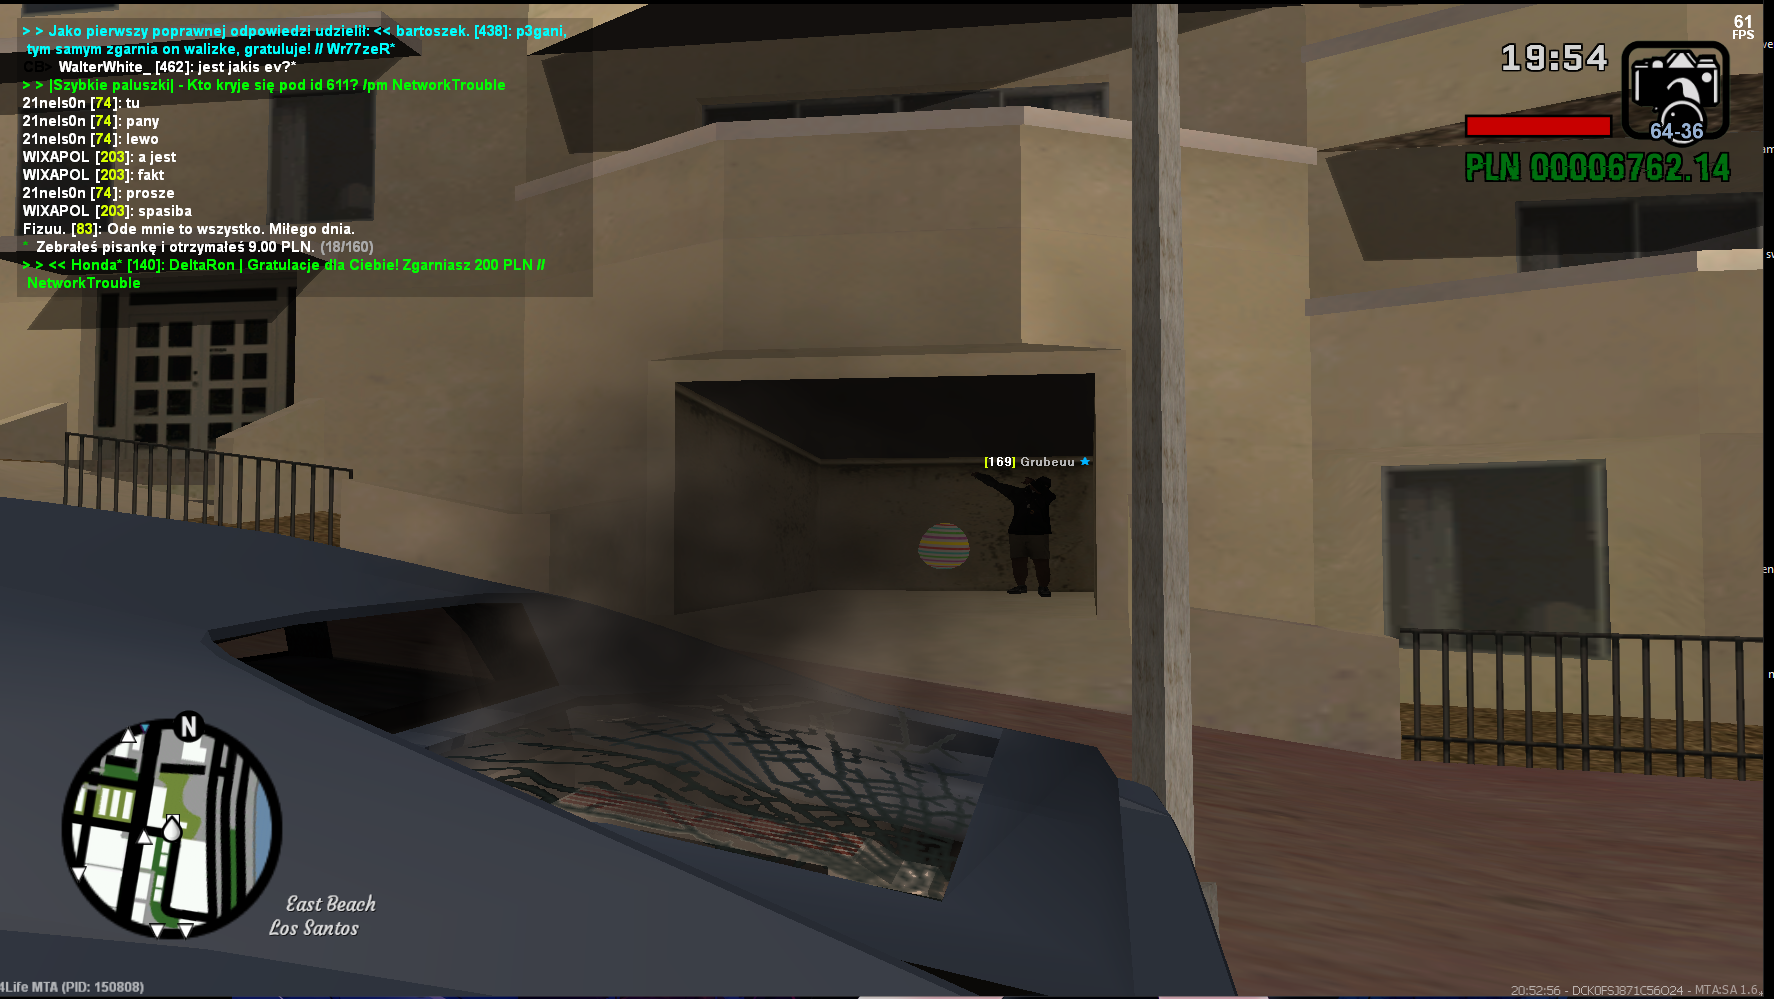 > > Jako pierwszy poprawnej odpowiedzi udzielił: << bartoszek. [438]: p3gani,
tym samym zgarnia on walizke, gratuluje! // Wr77zeR*
CB> WalterWhite_ [462]: jest jakis ev?*
> > |Szybkie paluszki| - Kto kryje się pod id 611? /pm NetworkTrouble
21nels0n [74]: tu
21nels0n [74]: pany
21nels0n [74]: lewo
WIXAPOL [203]: a jest
WIXAPOL [203]: fakt
21nels0n [74]: prosze
WIXAPOL [203]: spasiba
Fizuu. [83]: Ode mnie to wszystko. Miłego dnia.
* Zebrałeś pisankę i otrzymałeś 9.00 PLN. (18/160)
> > << Honda* [140]: DeltaRon | Gratulacje dla Ciebie! Zgarniasz 200 PLN //
NetworkTrouble
61
FPS
19:54
64-36
PLN 00006762.14
[169] Grubeuu
N
East Beach
Los Santos
4Life MTA (PID: 150808)
20:52:56 - DCK0FSJ871C56O24 - MTA:SA 1.6